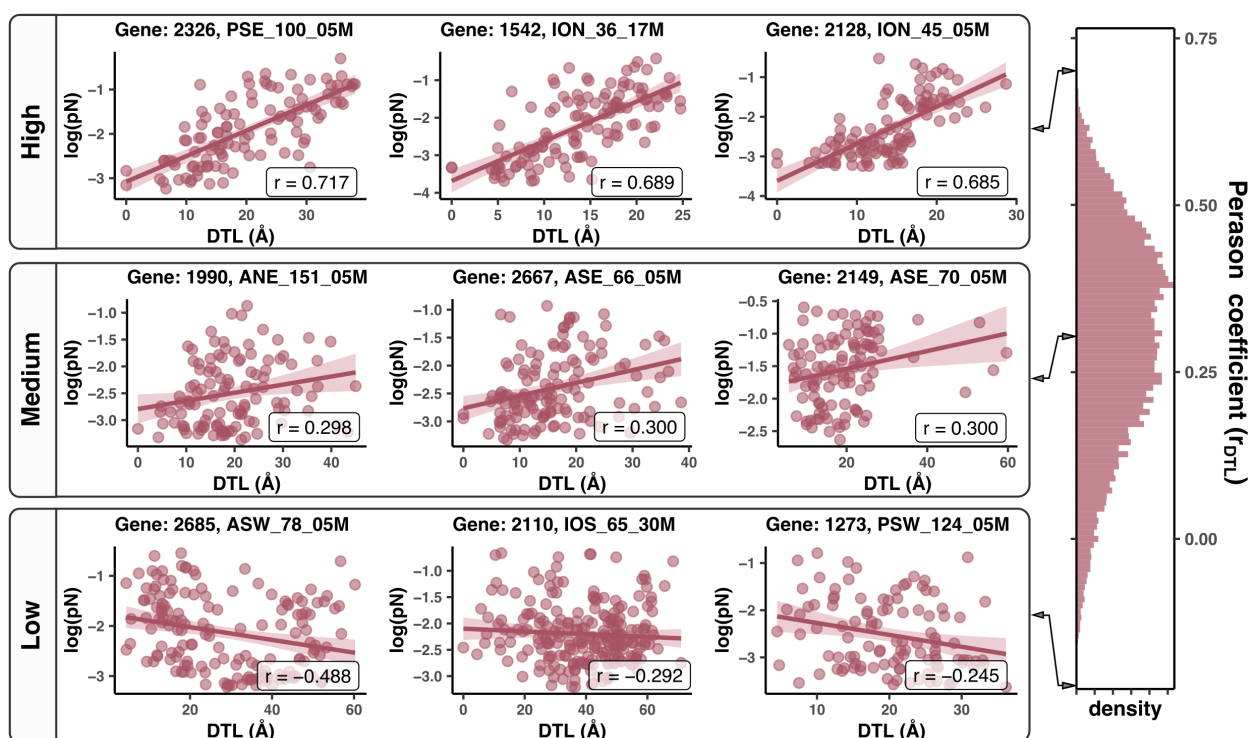 High
Gene: 2326, PSE_100_05M
log(pN)
−1
−2
−3
r = 0.717
0 10 20 30
DTL (Å)
Gene: 1542, ION_36_17M
log(pN)
−1
−2
−3
−4
r = 0.689
0 5 10 15 20 25
DTL (Å)
Gene: 2128, ION_45_05M
log(pN)
−1
−2
−3
−4
r = 0.685
0 10 20 30
DTL (Å)
Medium
Gene: 1990, ANE_151_05M
log(pN)
−1.0
−1.5
−2.0
−2.5
−3.0
r = 0.298
0 10 20 30 40
DTL (Å)
Gene: 2667, ASE_66_05M
log(pN)
−1.0
−1.5
−2.0
−2.5
−3.0
r = 0.300
0 10 20 30 40
DTL (Å)
Gene: 2149, ASE_70_05M
log(pN)
−0.5
−1.0
−1.5
−2.0
−2.5
r = 0.300
20 40 60
DTL (Å)
Low
Gene: 2685, ASW_78_05M
log(pN)
−1
−2
−3
r = −0.488
20 40 60
DTL (Å)
Gene: 2110, IOS_65_30M
log(pN)
−1.0
−1.5
−2.0
−2.5
−3.0
r = −0.292
0 20 40 60
DTL (Å)
Gene: 1273, PSW_124_05M
log(pN)
−1
−2
−3
r = −0.245
10 20 30
DTL (Å)
0.75
0.50
0.25
0.00
Perason coefficient (rDTL)
density